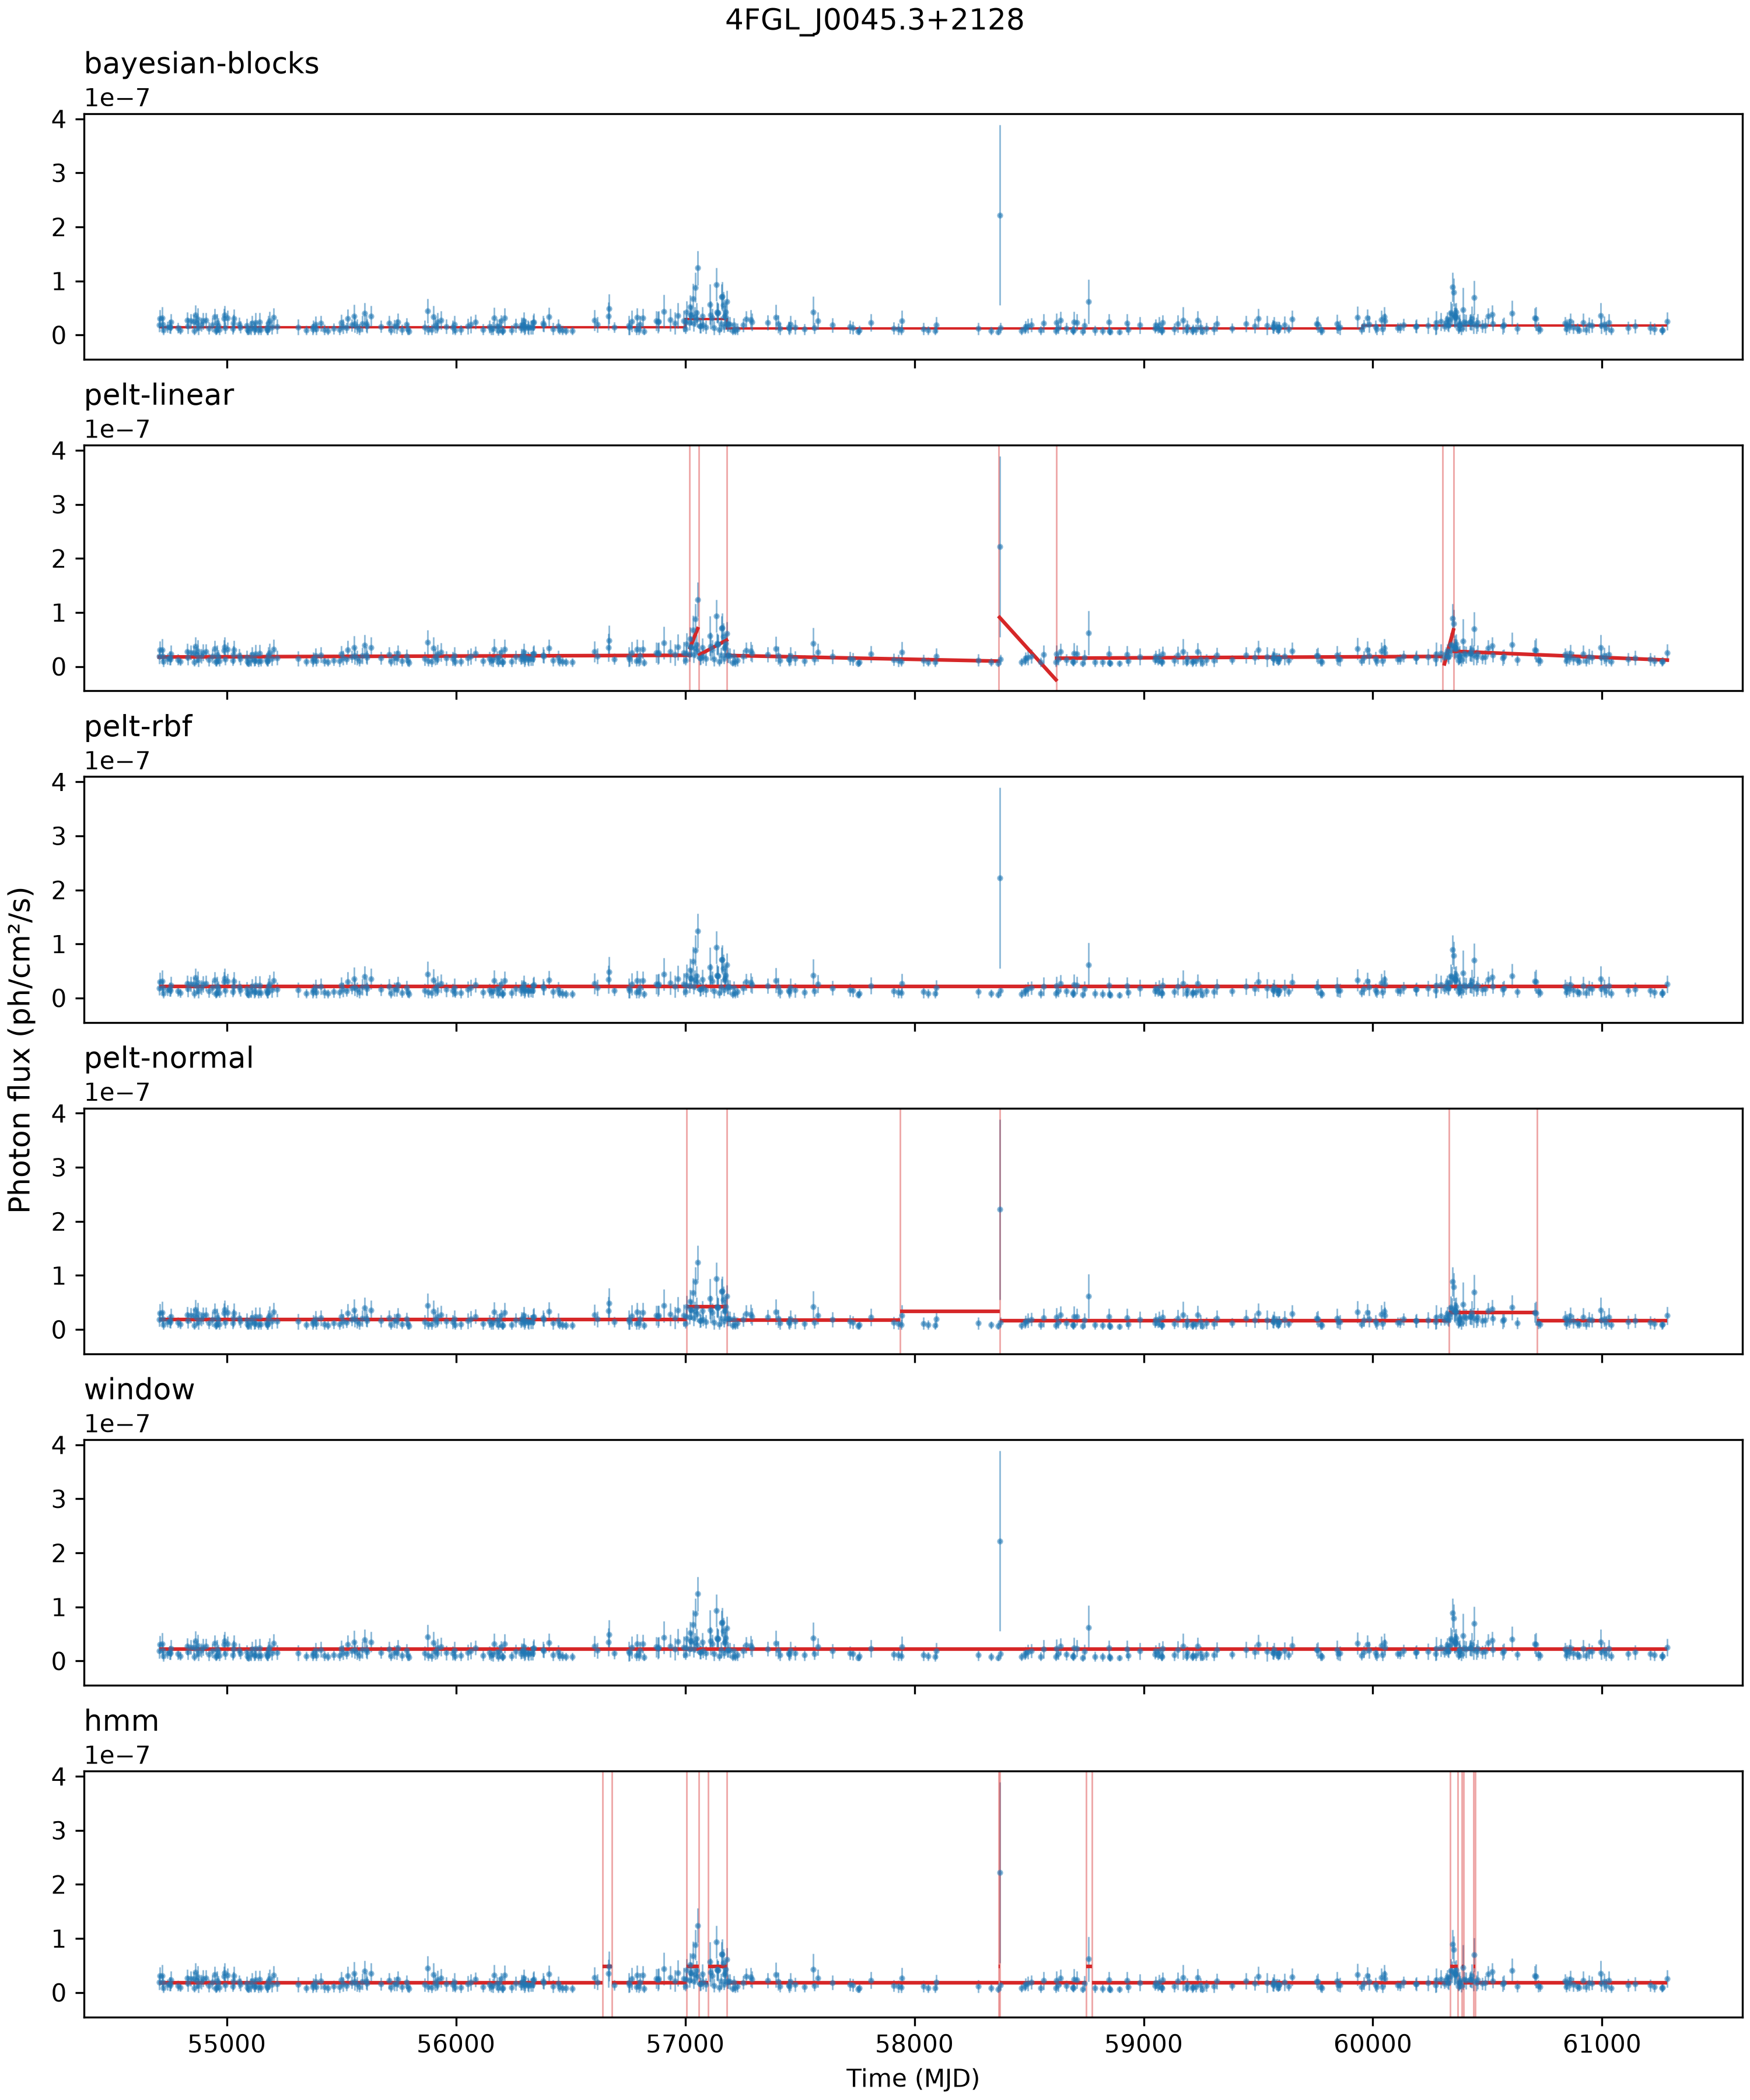 4FGL_J0045.3+2128
bayesian-blocks
1e−7
4
3
2
1
0
pelt-linear
1e−7
4
3
2
1
0
pelt-rbf
1e−7
4
3
2
1
0
Photon flux (ph/cm²/s)
pelt-normal
1e−7
4
3
2
1
0
window
1e−7
4
3
2
1
0
hmm
1e−7
4
3
2
1
0
55000 56000 57000 58000 59000 60000 61000
Time (MJD)